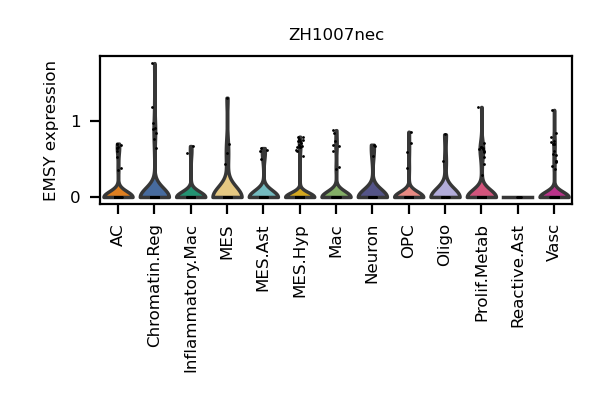 ZH1007nec
EMSY expression
1
0
AC
Chromatin.Reg
Inflammatory.Mac
MES
MES.Ast
MES.Hyp
Mac
Neuron
OPC
Oligo
Prolif.Metab
Reactive.Ast
Vasc